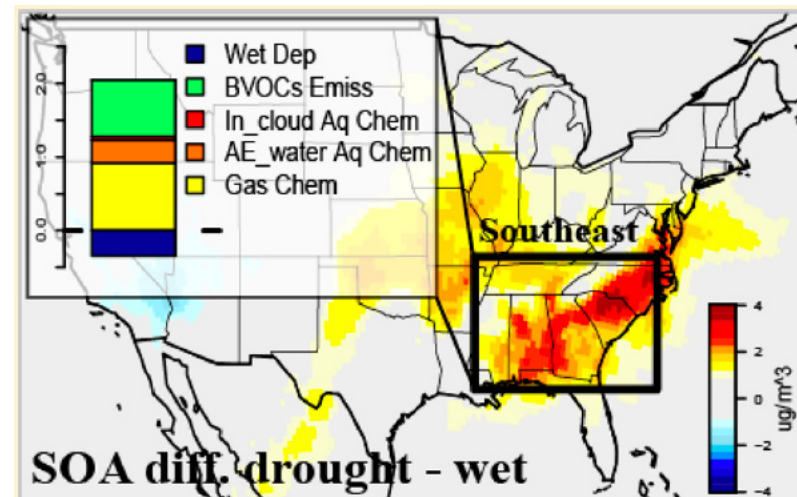 2.0
1.0
0.0
Wet Dep
BVOCs Emiss
In_cloud Aq Chem
AE_water Aq Chem
Gas Chem
Southeast
4
2
0
−2
−4
ug/m^3
SOA diff. drought - wet